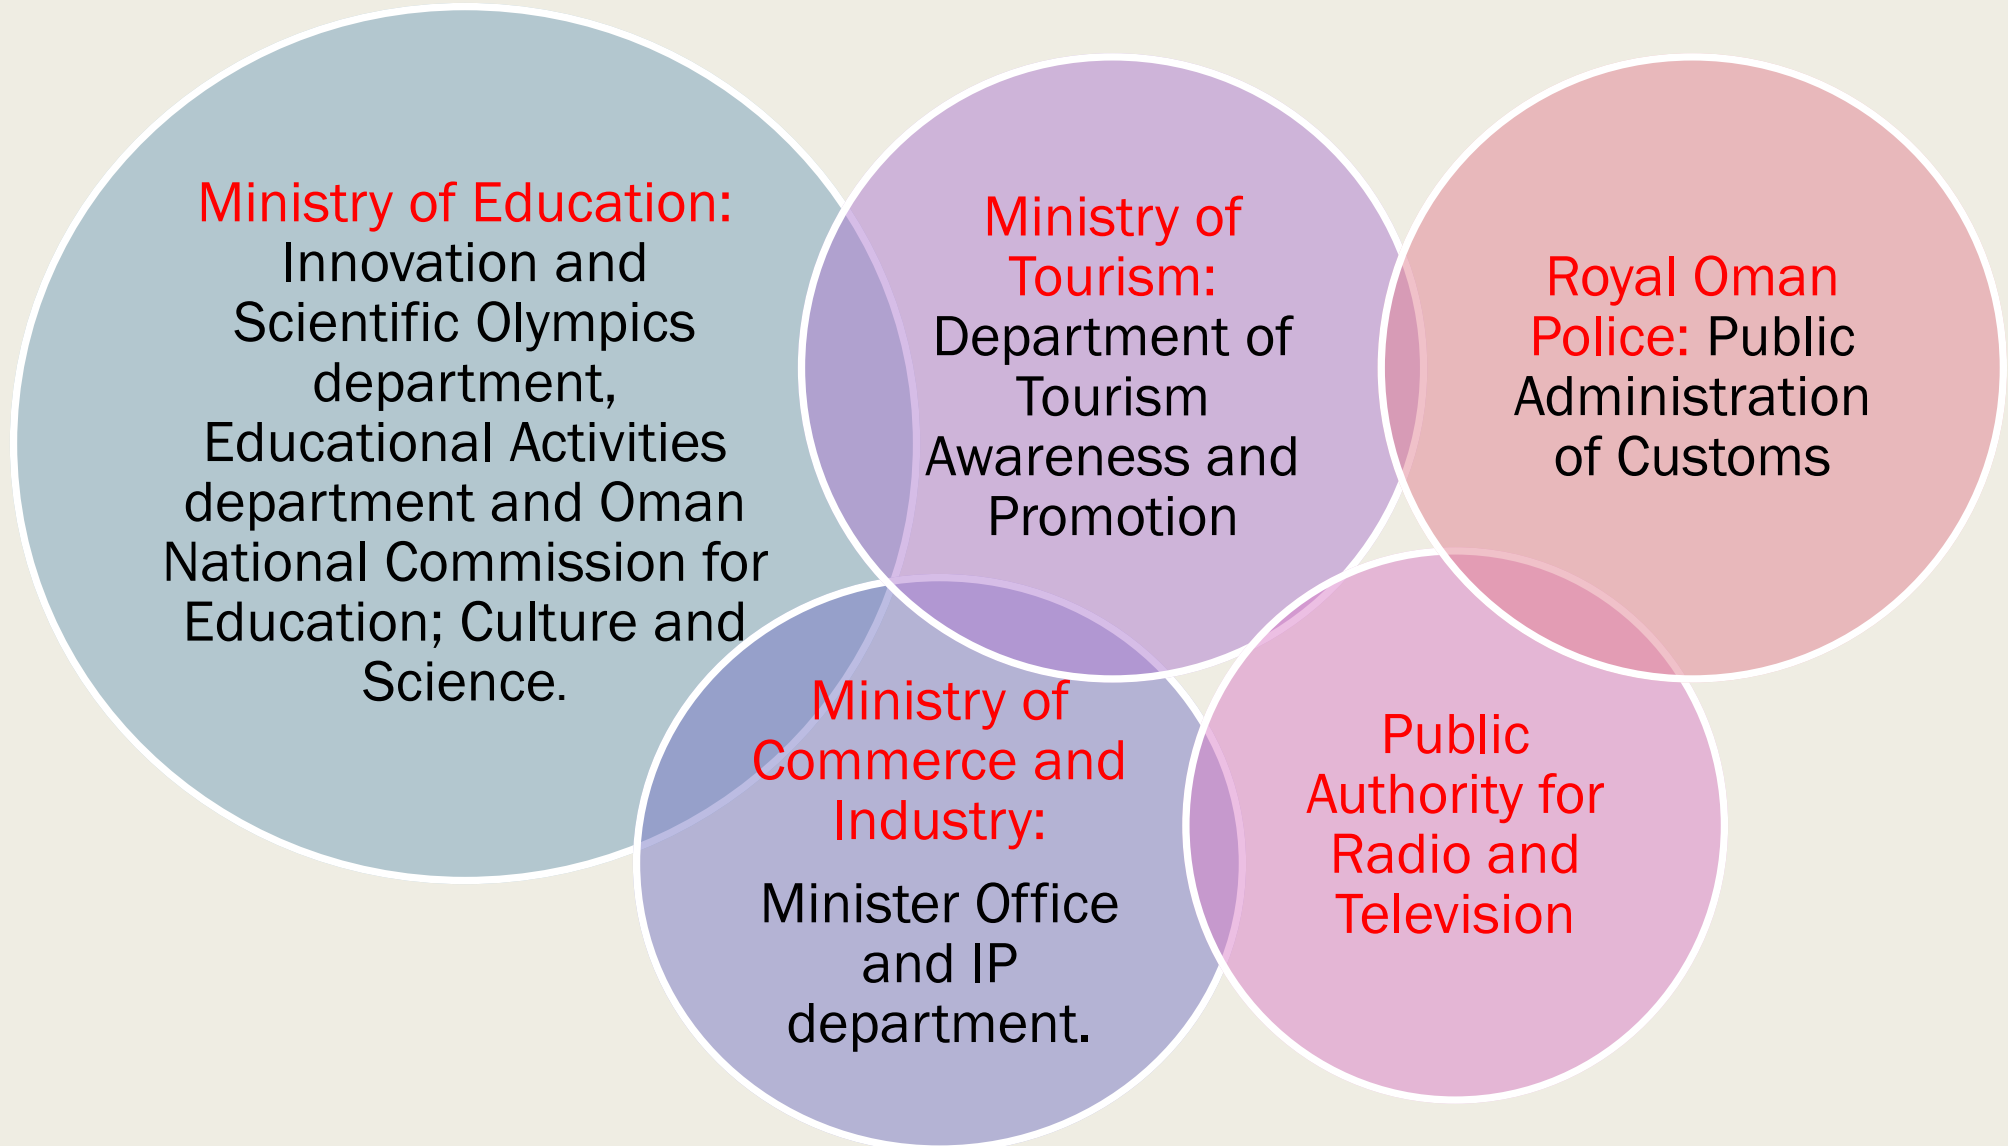 Ministry of Education:
Innovation and
Scientific Olympics
department,
Educational Activities
department and Oman
National Commission for
Education; Culture and
Science.
Ministry of
Tourism:
Department of
Tourism
Awareness and
Promotion
Royal Oman
Police: Public
Administration
of Customs
Ministry of
Commerce and
Industry:
Minister Office
and IP
department.
Public
Authority for
Radio and
Television